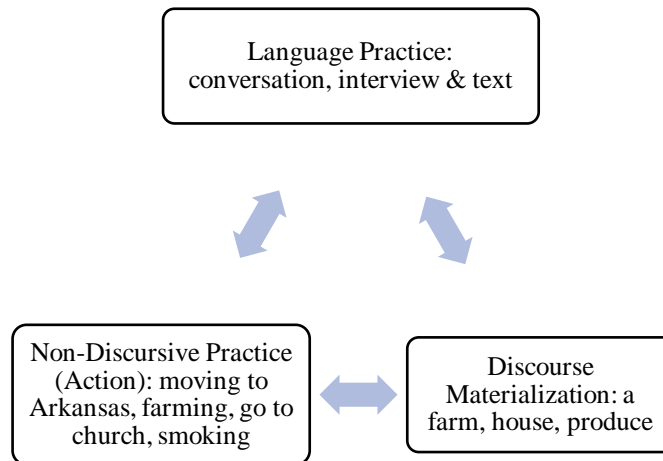 Language Practice:
conversation, interview & text
Non-Discursive Practice
(Action): moving to
Arkansas, farming, go to
church, smoking
Discourse
Materialization: a
farm, house, produce